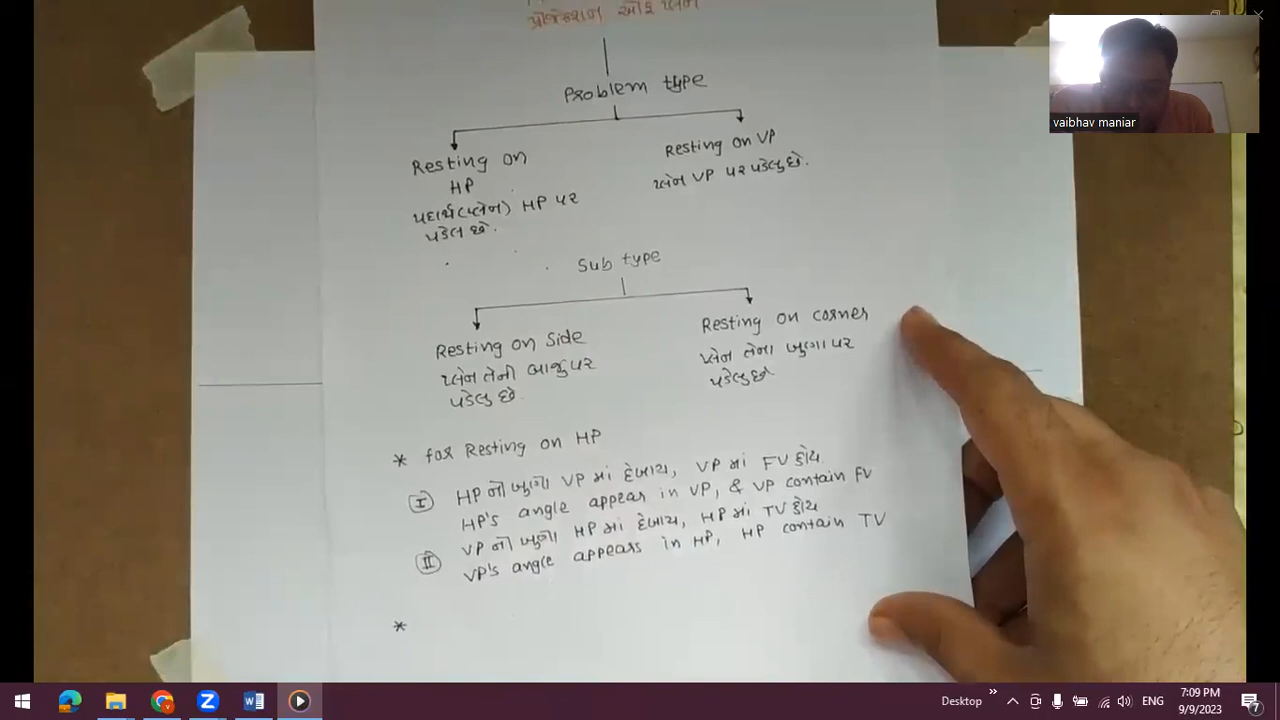 પ્રોજેક્શન ઓફ પ્લેન
Problem type
Resting on
HP
પદાર્થ(પ્લેન) HP પર
પડેલ છે.
Resting on VP
પ્લેન VP પર પડેલુ છે.
Sub type
Resting on Side
પ્લેન તેની બાજુ પર
પડેલુ છે.
Resting on corner
પ્લેન તેના ખુણા પર
પડેલુ છે
* for Resting on HP
I HP નો ખુણો VP માં દેખાય, VP માં FV હોય.
HP's angle appear in VP, & VP contain FV
II VP નો ખુણો HP માં દેખાય, HP માં TV હોય
VP's angle appears in HP, HP contain TV
*
vaibhav maniar
Desktop
ENG
7:09 PM
9/9/2023
7